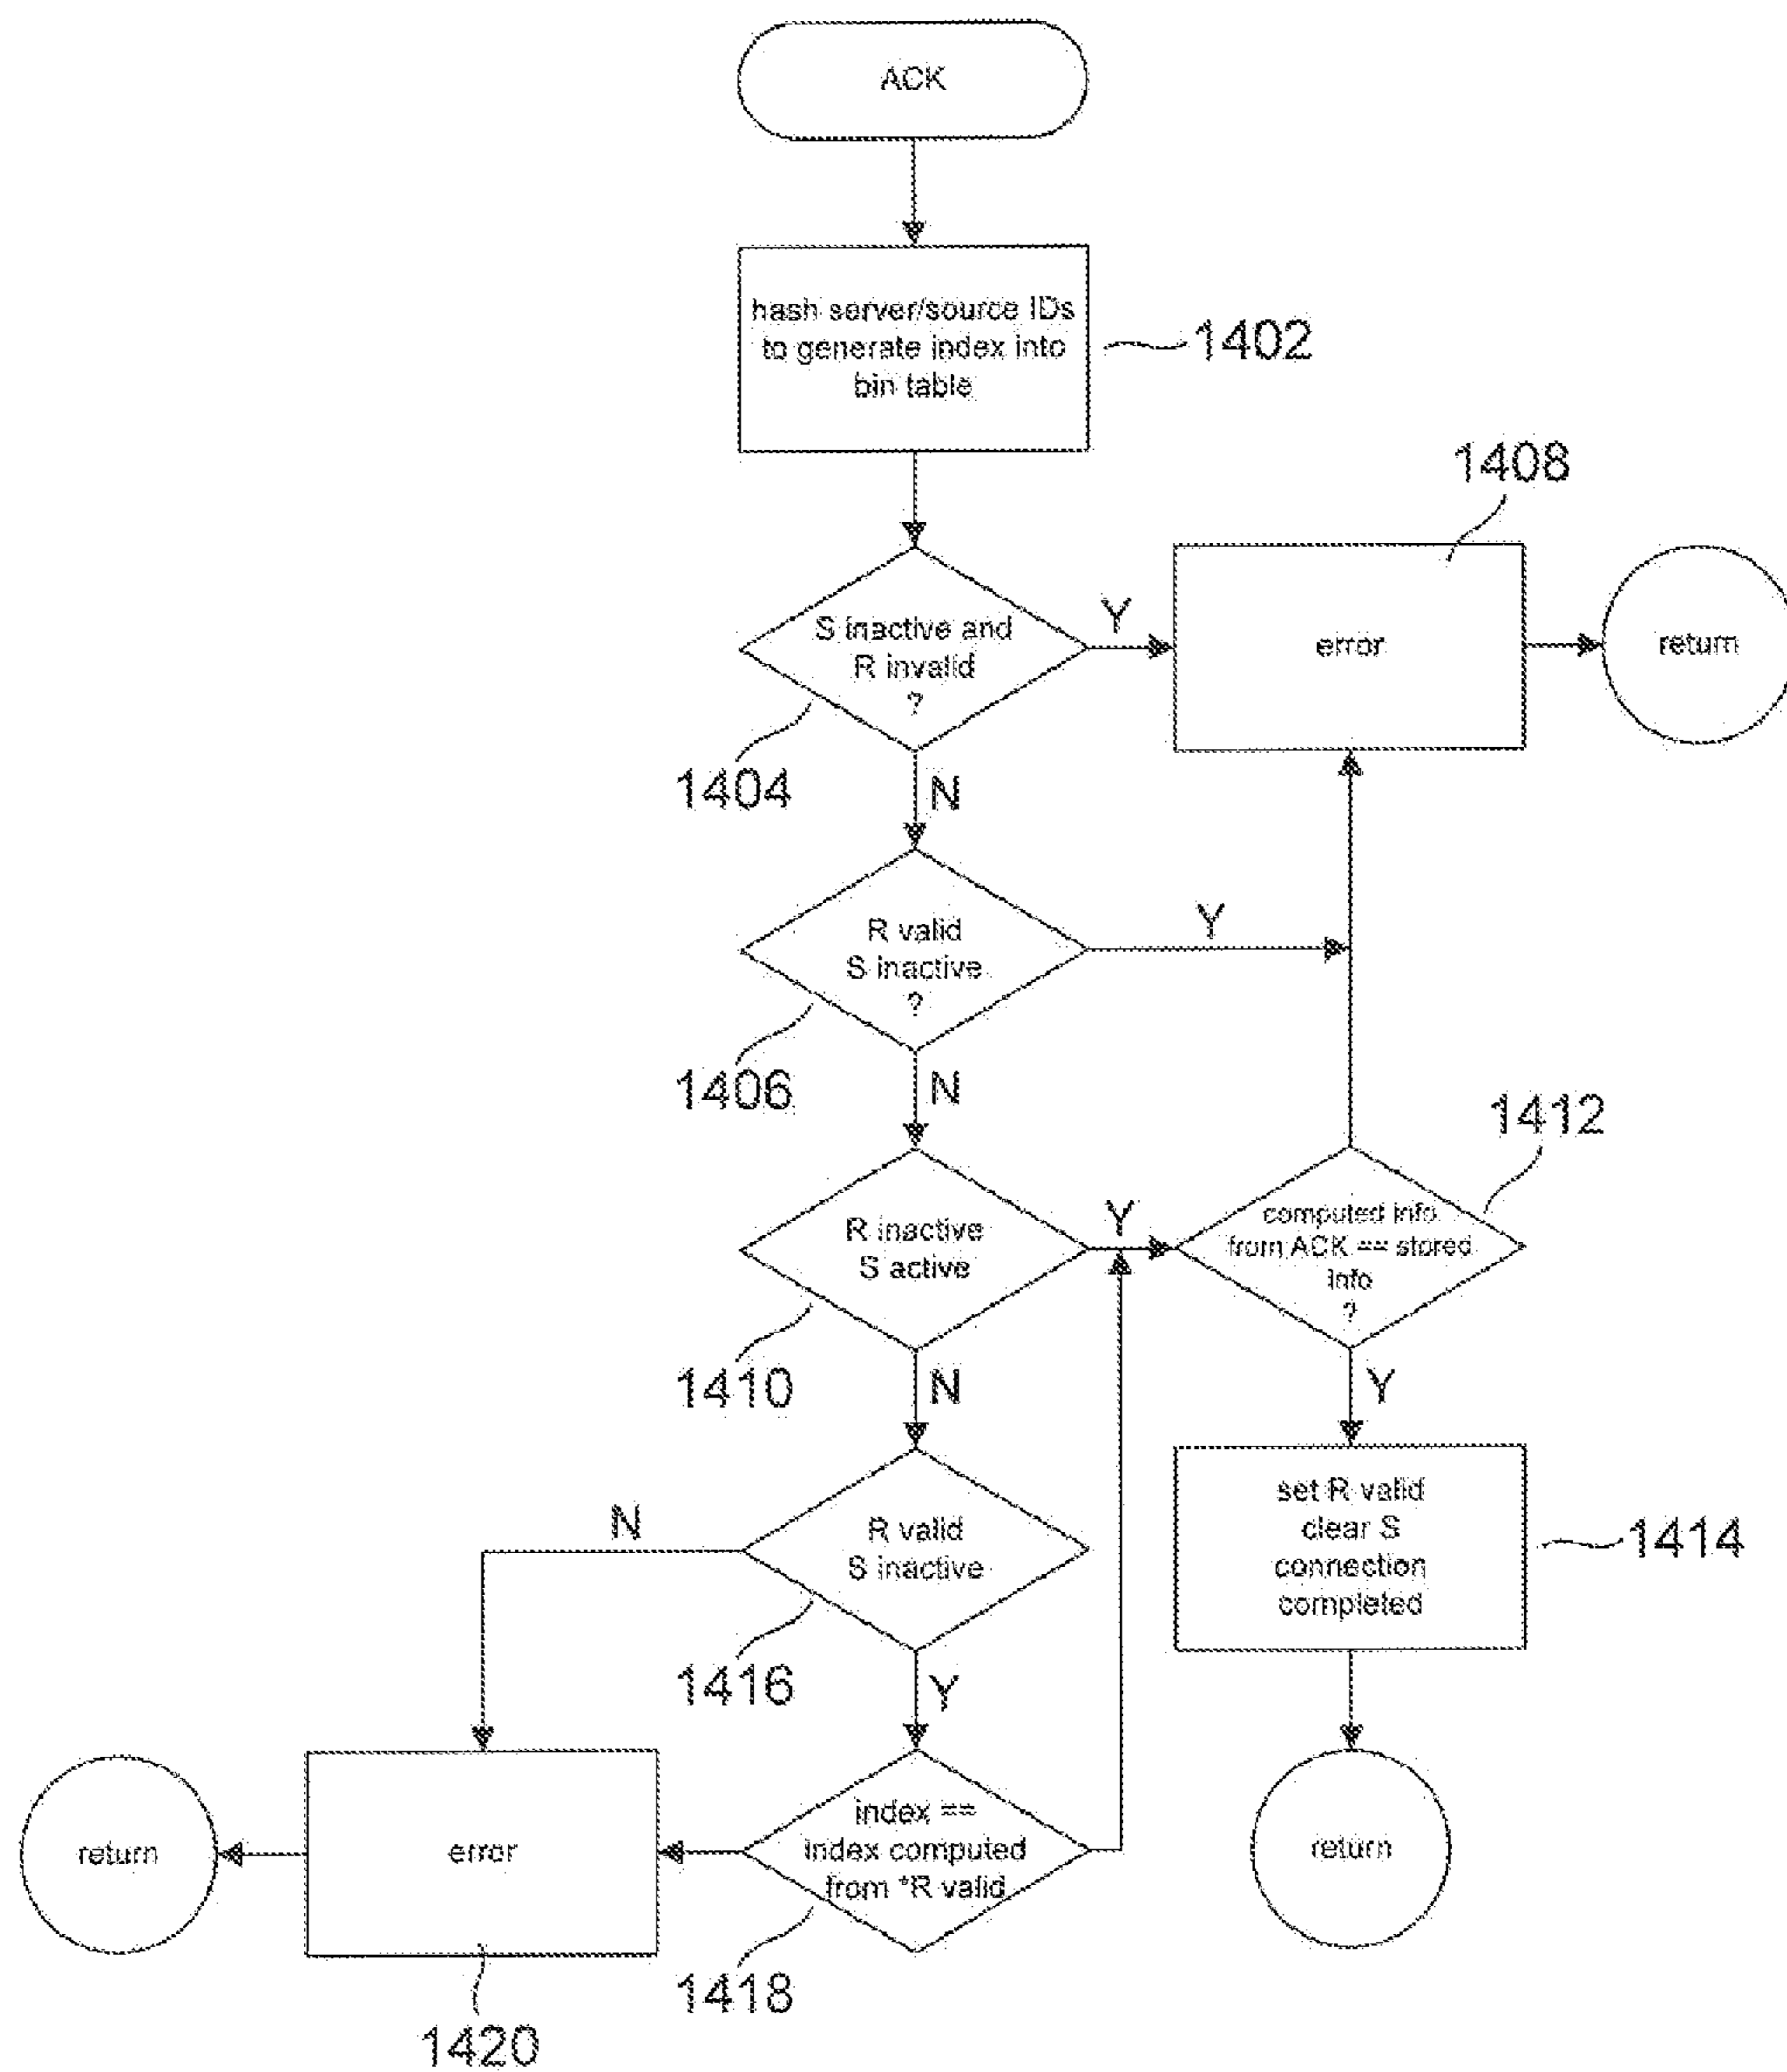 ACK
hash server/source IDs
to generate index into
bin table
1402
1408
S inactive and
R invalid
?
Y
error
return
1404
N
R valid
S inactive
?
Y
1406
N
1412
R inactive
S active
Y
computed info
from ACK == stored
info
?
1410
N
Y
N
R valid
S inactive
set R valid
clear S
connection
completed
1414
1416
Y
return
error
index ==
index computed
from *R valid
return
1418
1420